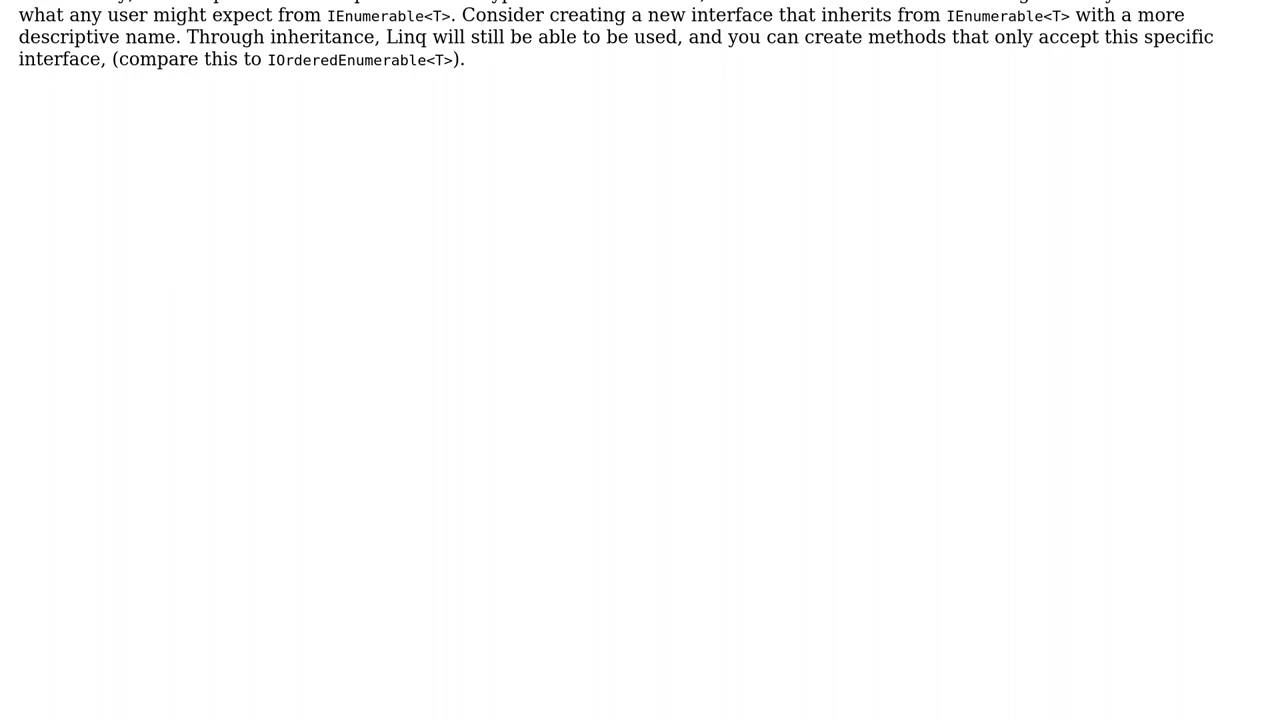 what any user might expect from IEnumerable<T>. Consider creating a new interface that inherits from IEnumerable<T> with a more
descriptive name. Through inheritance, Linq will still be able to be used, and you can create methods that only accept this specific
interface, (compare this to IOrderedEnumerable<T>).